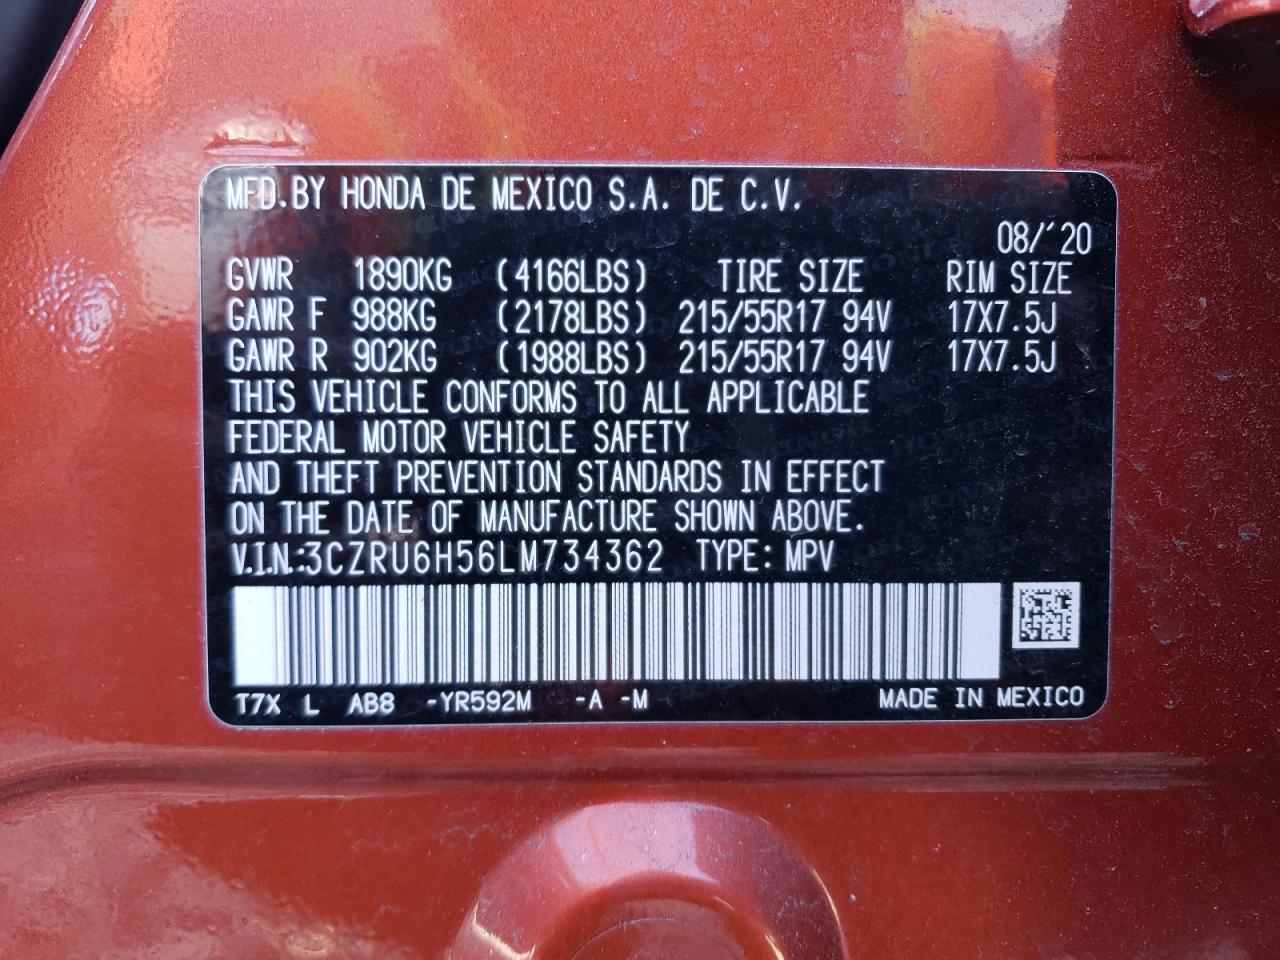 MFD.BY HONDA DE MEXICO S.A. DE C.V.
08/'20
GVWR 1890KG (4166LBS) TIRE SIZE RIM SIZE
GAWR F 988KG (2178LBS) 215/55R17 94V 17X7.5J
GAWR R 902KG (1988LBS) 215/55R17 94V 17X7.5J
THIS VEHICLE CONFORMS TO ALL APPLICABLE
FEDERAL MOTOR VEHICLE SAFETY
AND THEFT PREVENTION STANDARDS IN EFFECT
ON THE DATE OF MANUFACTURE SHOWN ABOVE.
V.I.N.:3CZRU6H56LM734362 TYPE: MPV
T7X L AB8 -YR592M -A -M MADE IN MEXICO